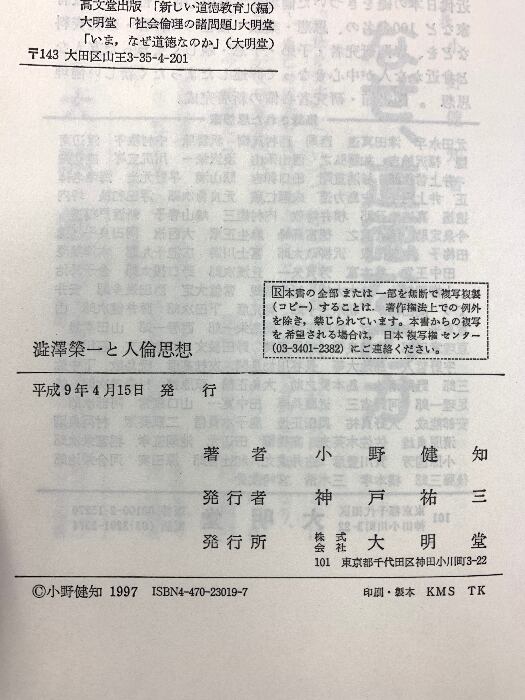 高文堂出版 「新しい道徳教育」(編)
大明堂 「社会倫理の諸問題」大明堂
「いま，なぜ道徳なのか」(大明堂)
〒143 大田区山王3-35-4-201
R本書の全部または一部を無断で複写複製
(コピー)することは，著作権法上での例外
を除き，禁じられています。本書からの複写
を希望される場合は，日本複写権センター
(03-3401-2382)にご連絡ください。
澁澤榮一と人倫思想
平成9年4月15日 発 行
著 者 小 野 健 知
発行者 神 戸 祐 三
発行所 株式会社 大 明 堂
101 東京都千代田区神田小川町3-22
©小野健知 1997 ISBN4-470-23019-7 印刷・製本 KMS TK